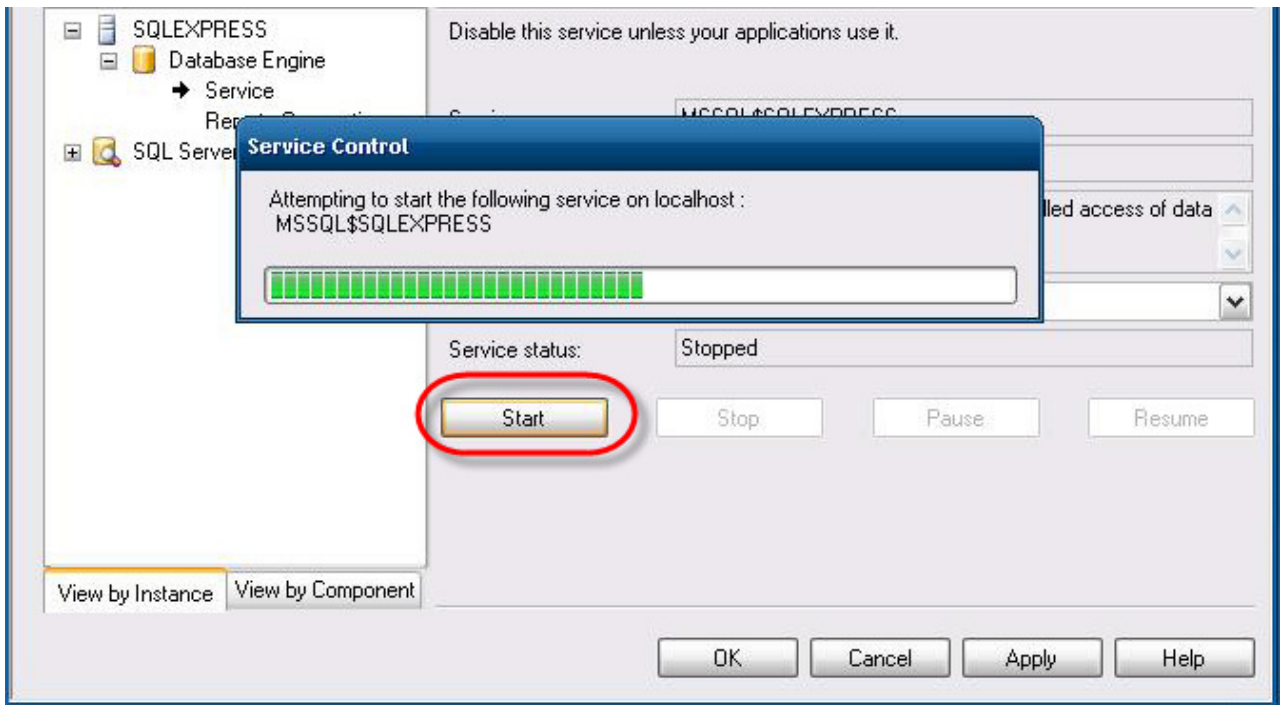 SQLEXPRESS
Database Engine
Service
SQL Server
Disable this service unless your applications use it.
MSSQL$SQLEXPRESS
Service Control
Attempting to start the following service on localhost :
MSSQL$SQLEXPRESS
lled access of data
Service status:
Stopped
Start
Stop
Pause
Resume
View by Instance
View by Component
OK
Cancel
Apply
Help